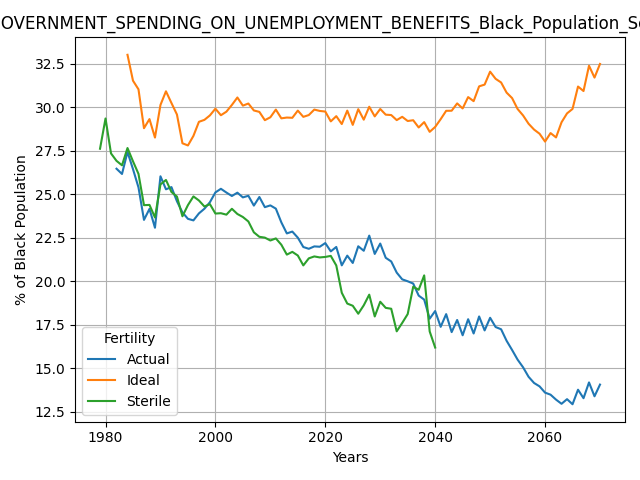 OVERNMENT_SPENDING_ON_UNEMPLOYMENT_BENEFITS_Black_Population_Se
32.5
30.0
27.5
25.0
22.5
20.0
17.5
15.0
12.5
% of Black Population
Fertility
Actual
Ideal
Sterile
1980 2000 2020 2040 2060
Years